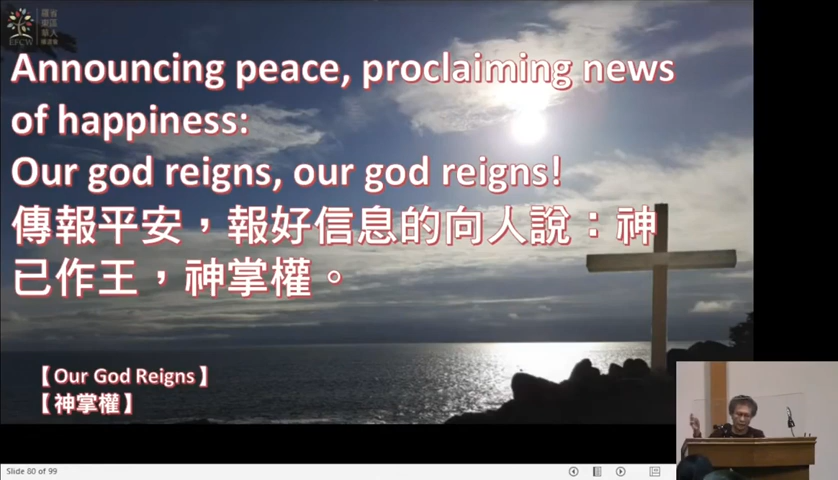 EFCW
Announcing peace, proclaiming news
of happiness:
Our god reigns, our god reigns!
傳報平安，報好信息的向人說：神
已作王，神掌權。
【Our God Reigns】
【神掌權】
Slide 80 of 99